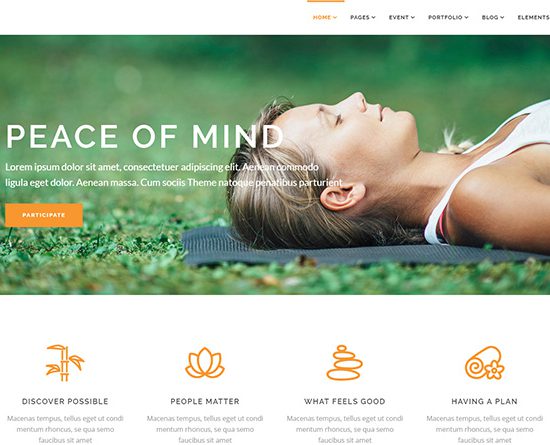 HOME PAGES EVENT PORTFOLIO BLOG ELEMENTS
PEACE OF MIND
Lorem ipsum dolor sit amet, consectetuer adipiscing elit. Aenean commodo
ligula eget dolor. Aenean massa. Cum sociis Theme natoque penatibus parturient
PARTICIPATE
DISCOVER POSSIBLE
Macenas tempus, tellus eget ut condi
mentum rhoncus, se qua semo
faucibus sit amet
PEOPLE MATTER
Macenas tempus, tellus eget ut condi
mentum rhoncus, se qua semo
faucibus sit amet
WHAT FEELS GOOD
Macenas tempus, tellus eget ut condi
mentum rhoncus, se qua semo
faucibus sit amet
HAVING A PLAN
Macenas tempus, tellus eget ut condi
mentum rhoncus, se qua semo
faucibus sit amet